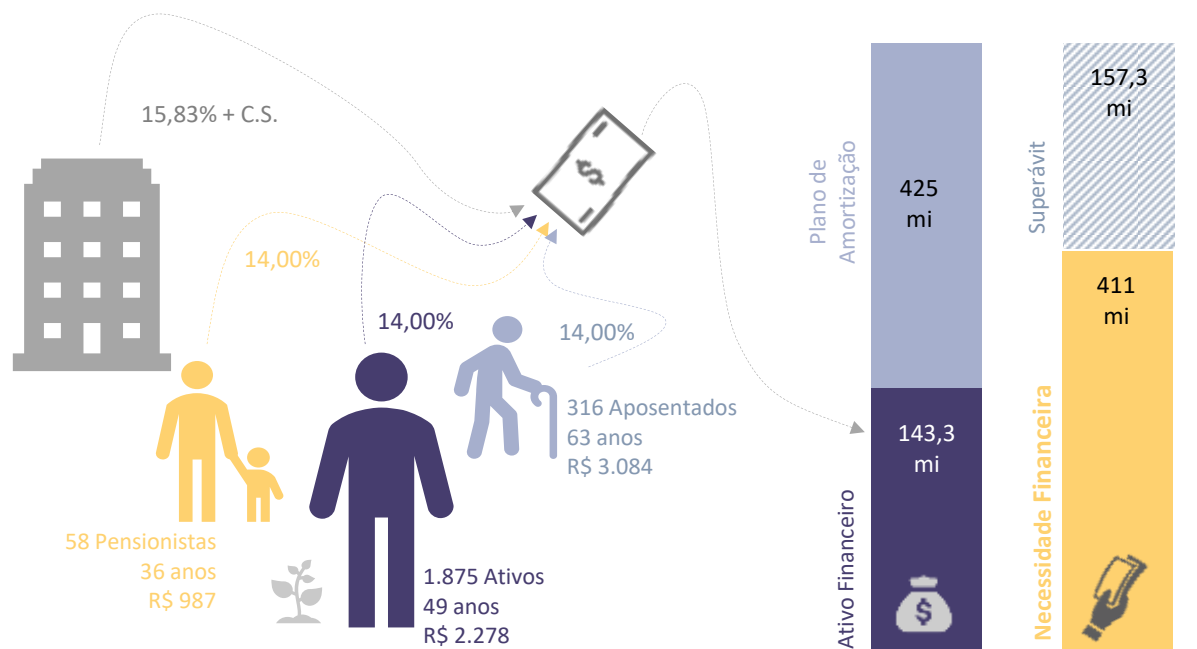 15,83% + C.S.
14,00%
14,00%
14,00%
58 Pensionistas
36 anos
R$ 987
1.875 Ativos
49 anos
R$ 2.278
316 Aposentados
63 anos
R$ 3.084
$
Plano de
Amortização
425
mi
Ativo Financeiro
143,3
mi
$
Superávit
157,3
mi
Necessidade Financeira
411
mi